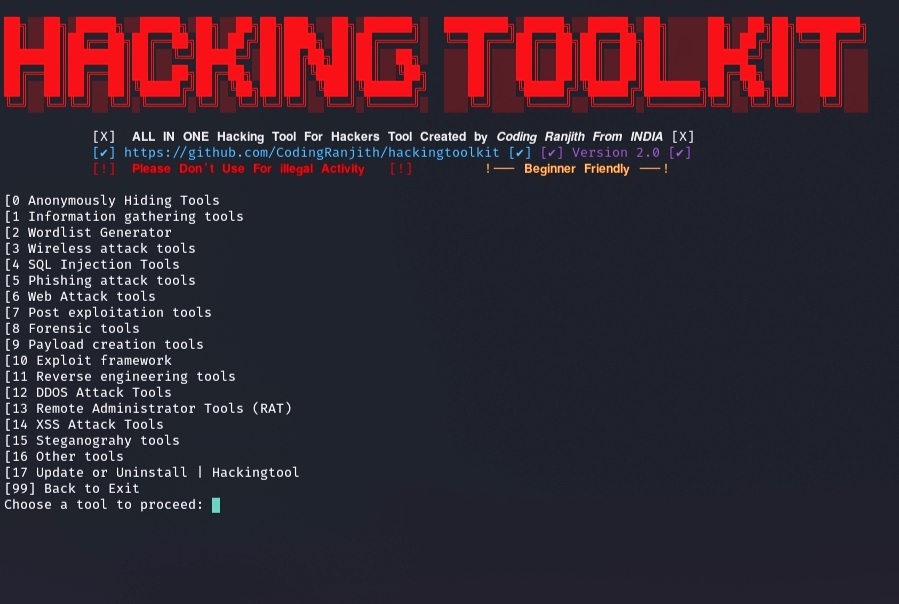 HACKING TOOLKIT
[X] ALL IN ONE Hacking Tool For Hackers Tool Created by Coding Ranjith From INDIA [X]
[✔] https://github.com/CodingRanjith/hackingtoolkit [✔] [✔] Version 2.0 [✔]
[!] Please Don't Use For illegal Activity [!] !── Beginner Friendly ──!
[0 Anonymously Hiding Tools
[1 Information gathering tools
[2 Wordlist Generator
[3 Wireless attack tools
[4 SQL Injection Tools
[5 Phishing attack tools
[6 Web Attack tools
[7 Post exploitation tools
[8 Forensic tools
[9 Payload creation tools
[10 Exploit framework
[11 Reverse engineering tools
[12 DDOS Attack Tools
[13 Remote Administrator Tools (RAT)
[14 XSS Attack Tools
[15 Steganograhy tools
[16 Other tools
[17 Update or Uninstall | Hackingtool
[99] Back to Exit
Choose a tool to proceed: